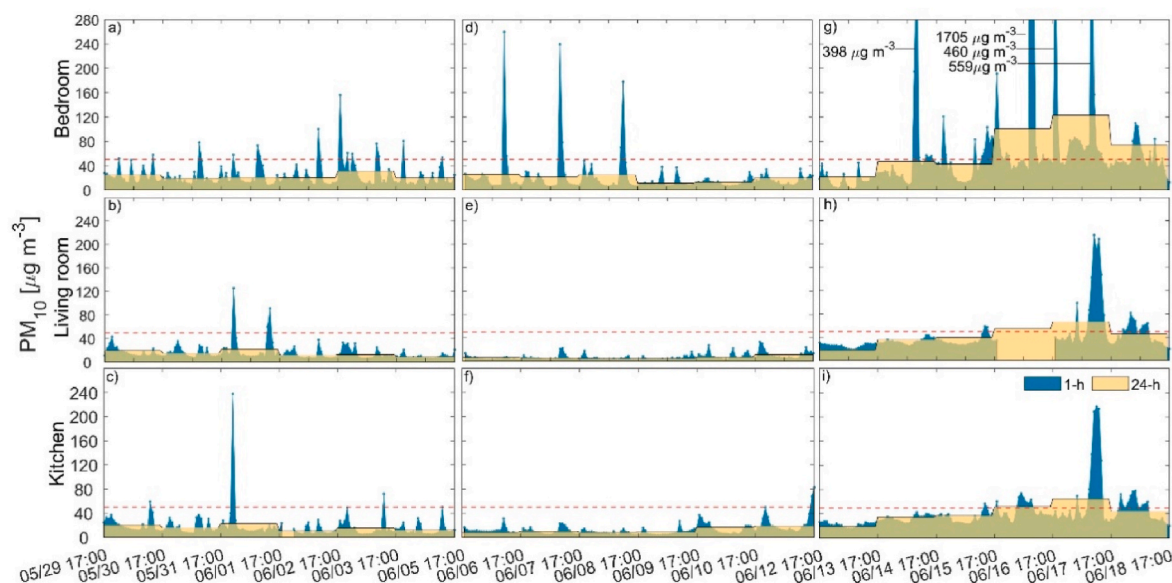 a)
280
240
200
160
120
80
40
0
Bedroom
d)
g)
398 µg m-3
1705 µg m-3
460 µg m-3
559µg m-3
b)
240
200
160
120
80
40
0
PM10 [µg m-3]
Living room
e)
h)
c)
240
200
160
120
80
40
0
Kitchen
f)
i)
1-h
24-h
05/29 17:00
05/30 17:00
05/31 17:00
06/01 17:00
06/02 17:00
06/03 17:00
06/05 17:00
06/06 17:00
06/07 17:00
06/08 17:00
06/09 17:00
06/10 17:00
06/12 17:00
06/13 17:00
06/14 17:00
06/15 17:00
06/16 17:00
06/17 17:00
06/18 17:00